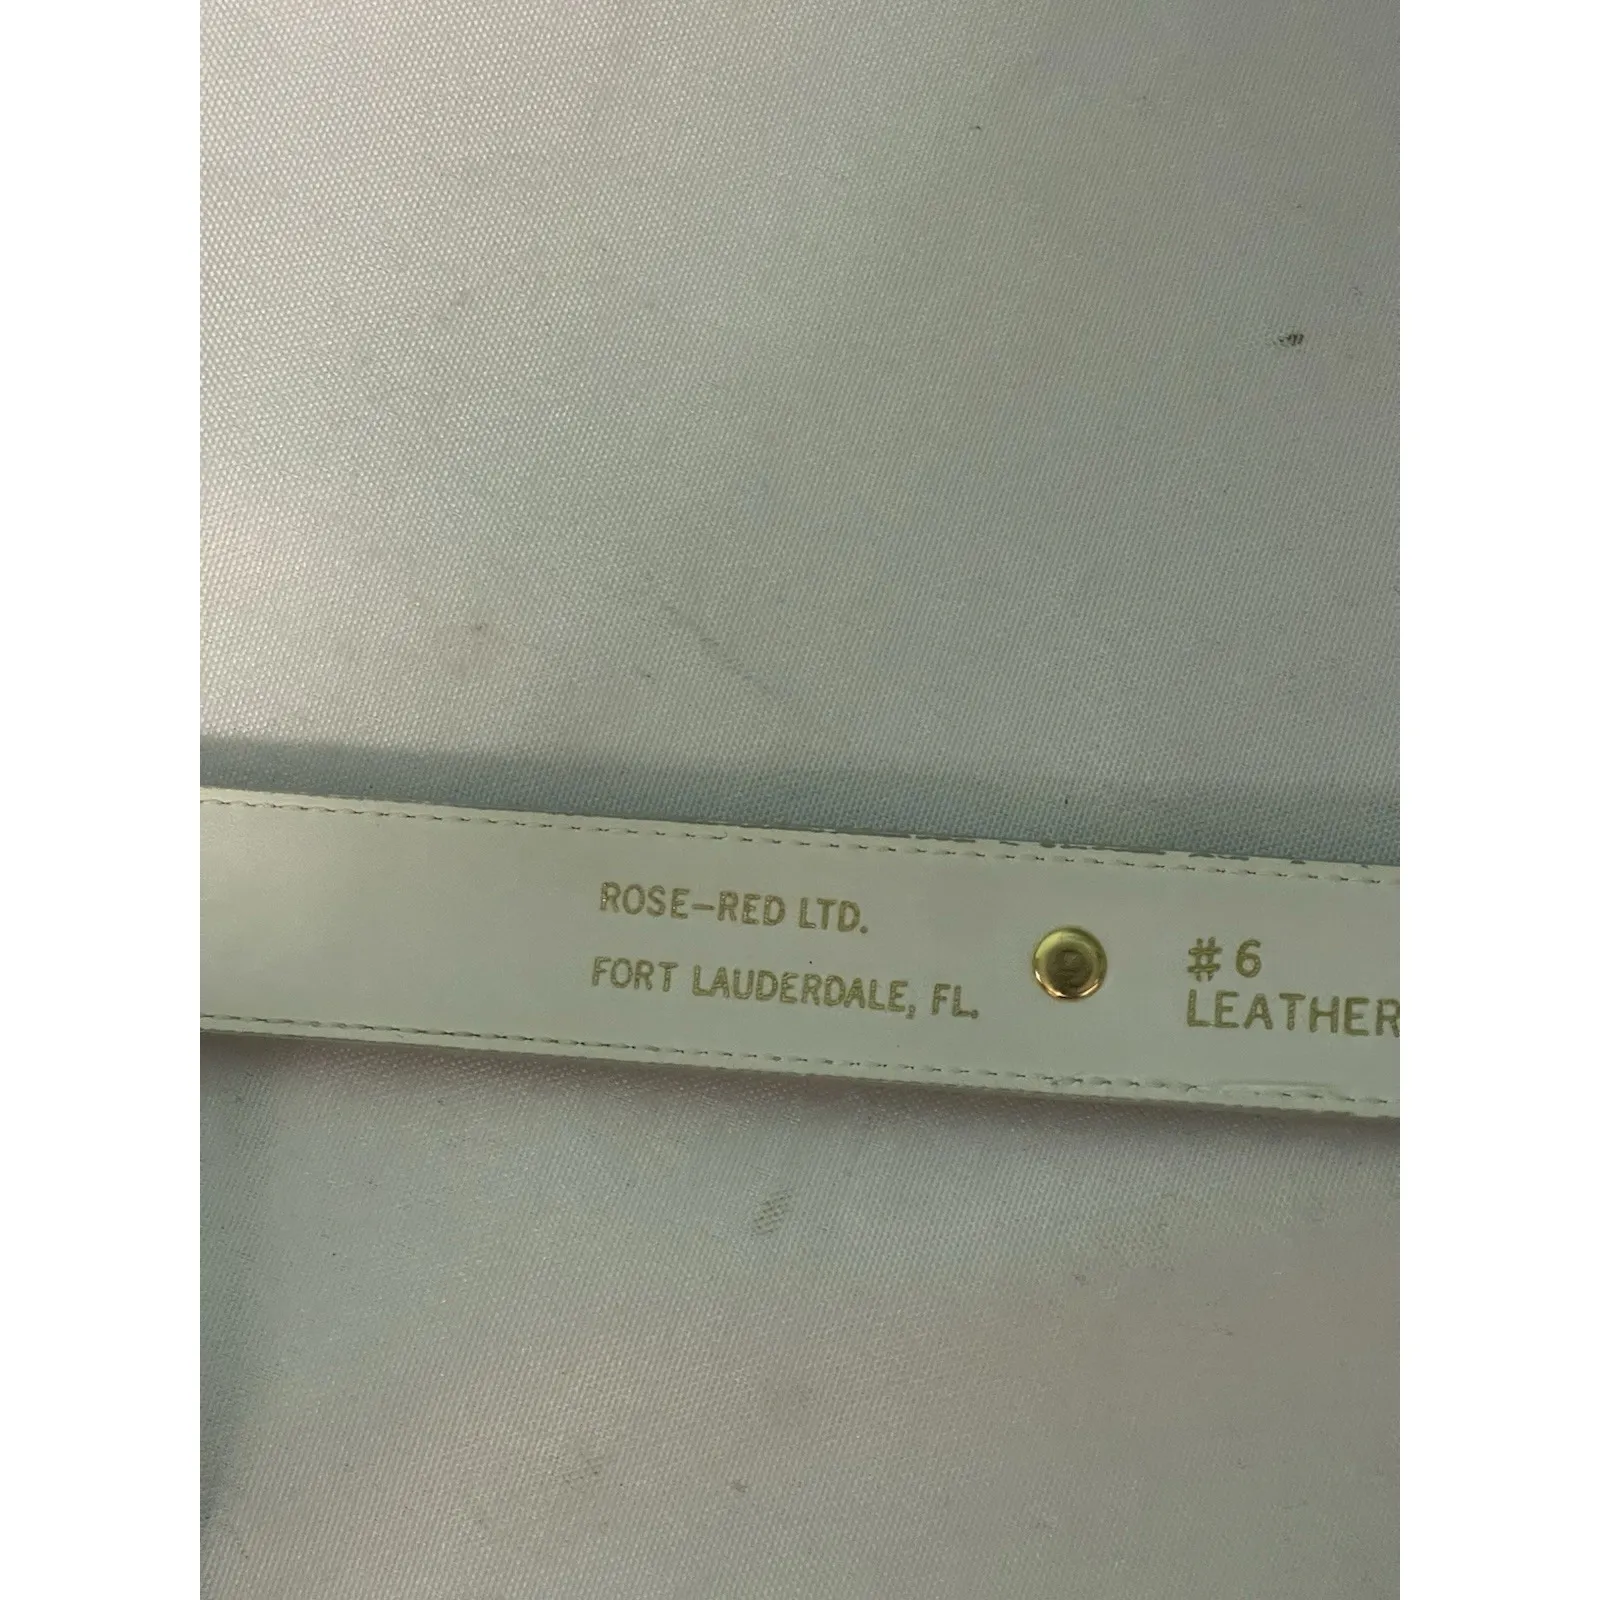 ROSE-RED LTD.
FORT LAUDERDALE, FL.
# 6
LEATHER